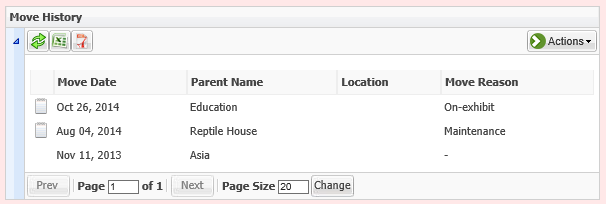 Move History
Actions
Move Date Parent Name Location Move Reason
Oct 26, 2014 Education On-exhibit
Aug 04, 2014 Reptile House Maintenance
Nov 11, 2013 Asia -
Prev Page 1 of 1 Next Page Size 20 Change